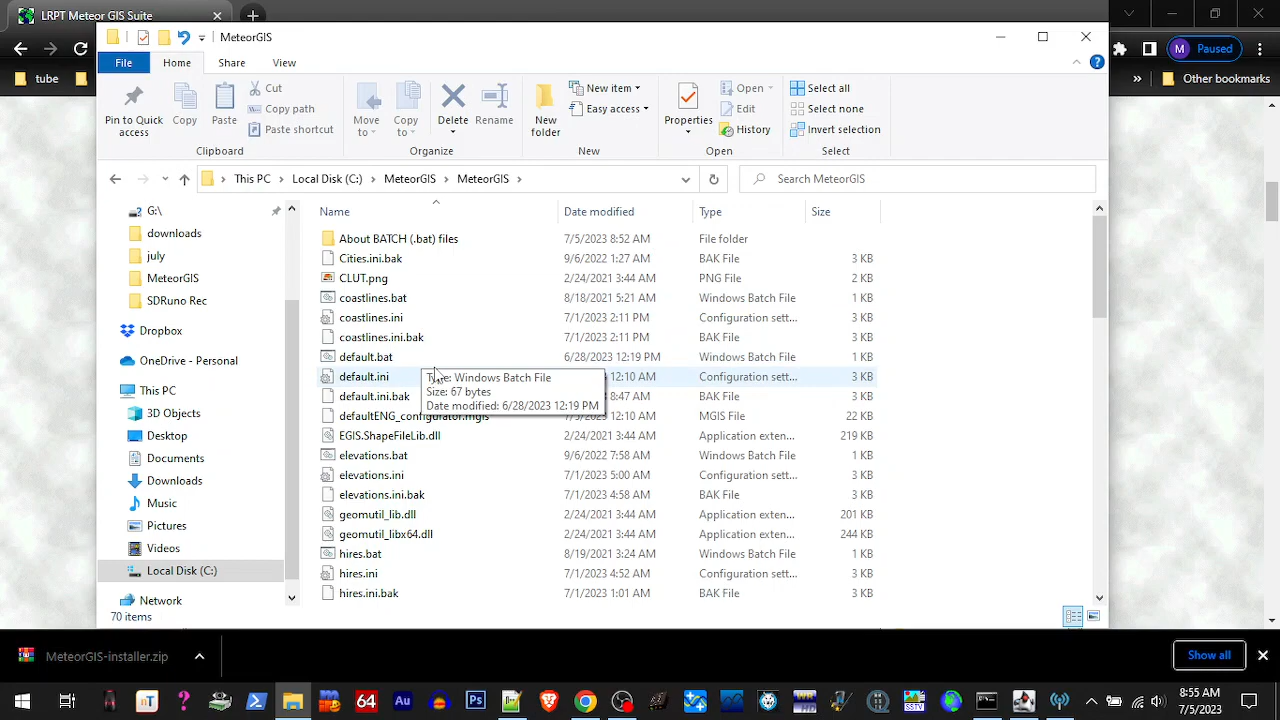 LRPT Meteor GIS Suite
MeteorGIS
M Paused
tube
Other bookmarks
File
Home
Share
View
Pin to Quick access
Copy
Paste
Cut
Copy path
Paste shortcut
Clipboard
Move to
Copy to
Delete
Rename
Organize
New folder
New item
Easy access
New
Properties
Open
Edit
History
Open
Select all
Select none
Invert selection
Select
This PC
Local Disk (C:)
MeteorGIS
MeteorGIS
Search MeteorGIS
G:\
downloads
july
MeteorGIS
SDRuno Rec
Dropbox
OneDrive - Personal
This PC
3D Objects
Desktop
Documents
Downloads
Music
Pictures
Videos
Local Disk (C:)
Network
Name Date modified Type Size
About BATCH (.bat) files 7/5/2023 8:52 AM File folder
Cities.ini.bak 9/6/2022 1:27 AM BAK File 3 KB
CLUT.png 2/24/2021 3:44 AM PNG File 2 KB
coastlines.bat 8/18/2021 5:21 AM Windows Batch File 1 KB
coastlines.ini 7/1/2023 2:11 PM Configuration sett... 3 KB
coastlines.ini.bak 7/1/2023 2:11 PM BAK File 3 KB
default.bat 6/28/2023 12:19 PM Windows Batch File 1 KB
default.ini 12:10 AM Configuration sett... 3 KB
default.ini.bak 8:47 AM BAK File 3 KB
defaultENG_configurator.mgis 7/5/2023 12:10 AM MGIS File 22 KB
EGIS.ShapeFileLib.dll 2/24/2021 3:44 AM Application exten... 219 KB
elevations.bat 9/6/2022 7:58 AM Windows Batch File 1 KB
elevations.ini 7/1/2023 5:00 AM Configuration sett... 3 KB
elevations.ini.bak 7/1/2023 4:58 AM BAK File 3 KB
geomutil_lib.dll 2/24/2021 3:44 AM Application exten... 201 KB
geomutil_libx64.dll 2/24/2021 3:44 AM Application exten... 244 KB
hires.bat 8/19/2021 3:24 AM Windows Batch File 1 KB
hires.ini 7/1/2023 4:52 AM Configuration sett... 3 KB
hires.ini.bak 7/1/2023 1:01 AM BAK File 3 KB
Type: Windows Batch File
Size: 67 bytes
Date modified: 6/28/2023 12:19 PM
70 items
MeteorGIS-installer.zip
Show all
nT
64
Au
Ps
HD
SSTV
8:55 AM
7/5/2023